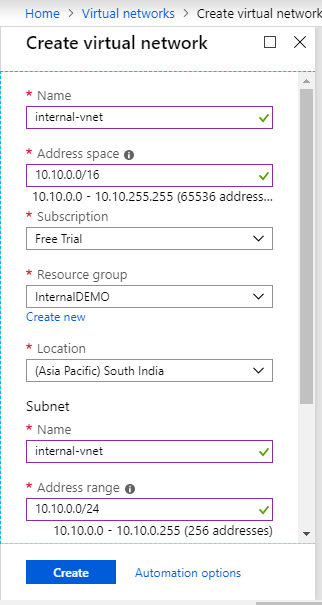 Home > Virtual networks > Create virtual network
Create virtual network
* Name
internal-vnet
* Address space
10.10.0.0/16
10.10.0.0 - 10.10.255.255 (65536 address...
* Subscription
Free Trial
* Resource group
InternalDEMO
Create new
* Location
(Asia Pacific) South India
Subnet
* Name
internal-vnet
* Address range
10.10.0.0/24
10.10.0.0 - 10.10.0.255 (256 addresses)
Create Automation options